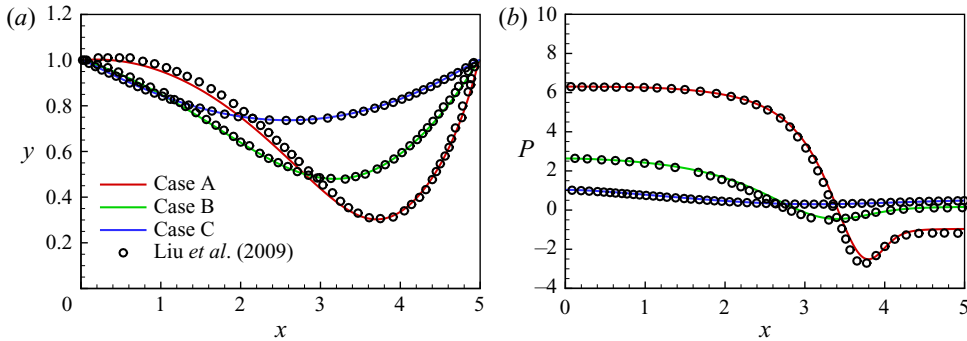 (a)
1.2
1.0
0.8
y
0.6
0.4
0.2
Case A
Case B
Case C
Liu et al. (2009)
0 1 2 3 4 5
x
(b)
10
8
6
4
P
2
0
−2
−4
0 1 2 3 4 5
x